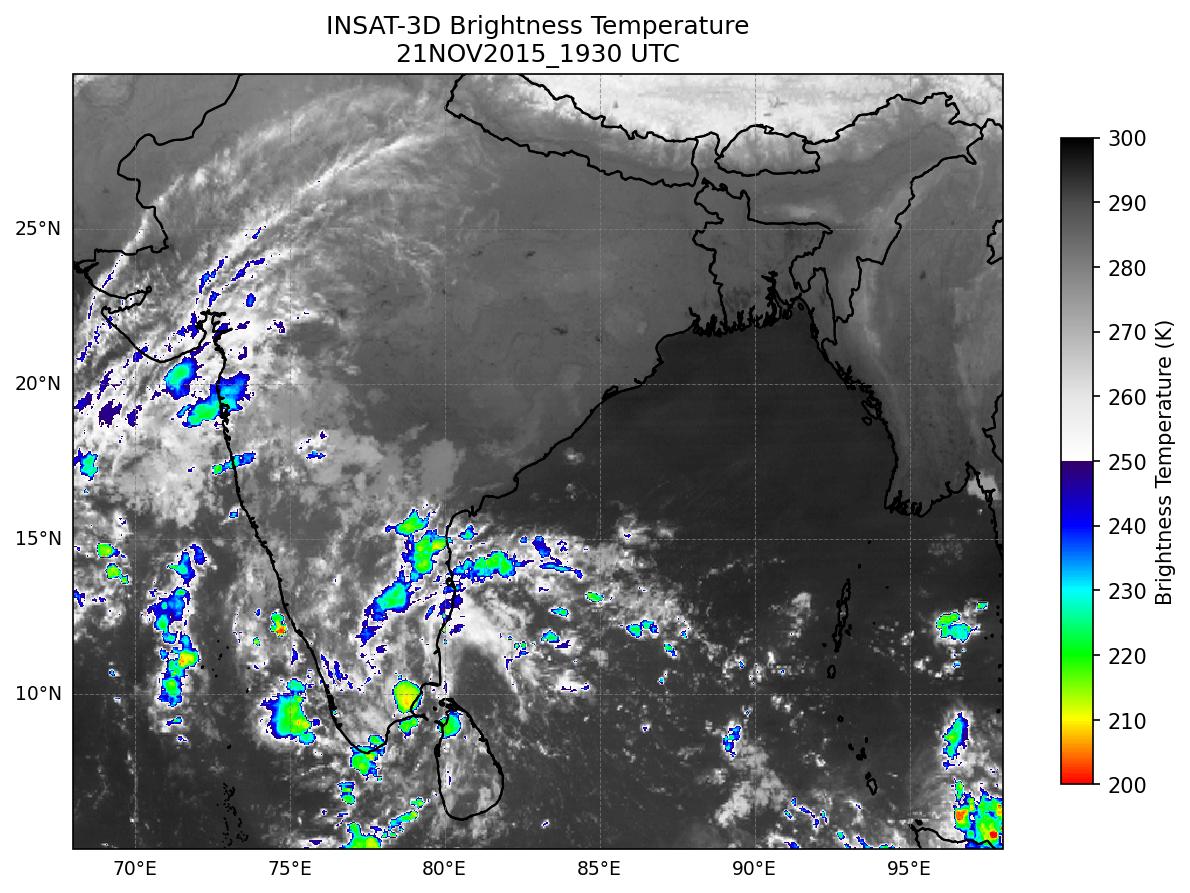 INSAT-3D Brightness Temperature
21NOV2015_1930 UTC
25°N
20°N
15°N
10°N
70°E
75°E
80°E
85°E
90°E
95°E
300
290
280
270
260
250
240
230
220
210
200
Brightness Temperature (K)